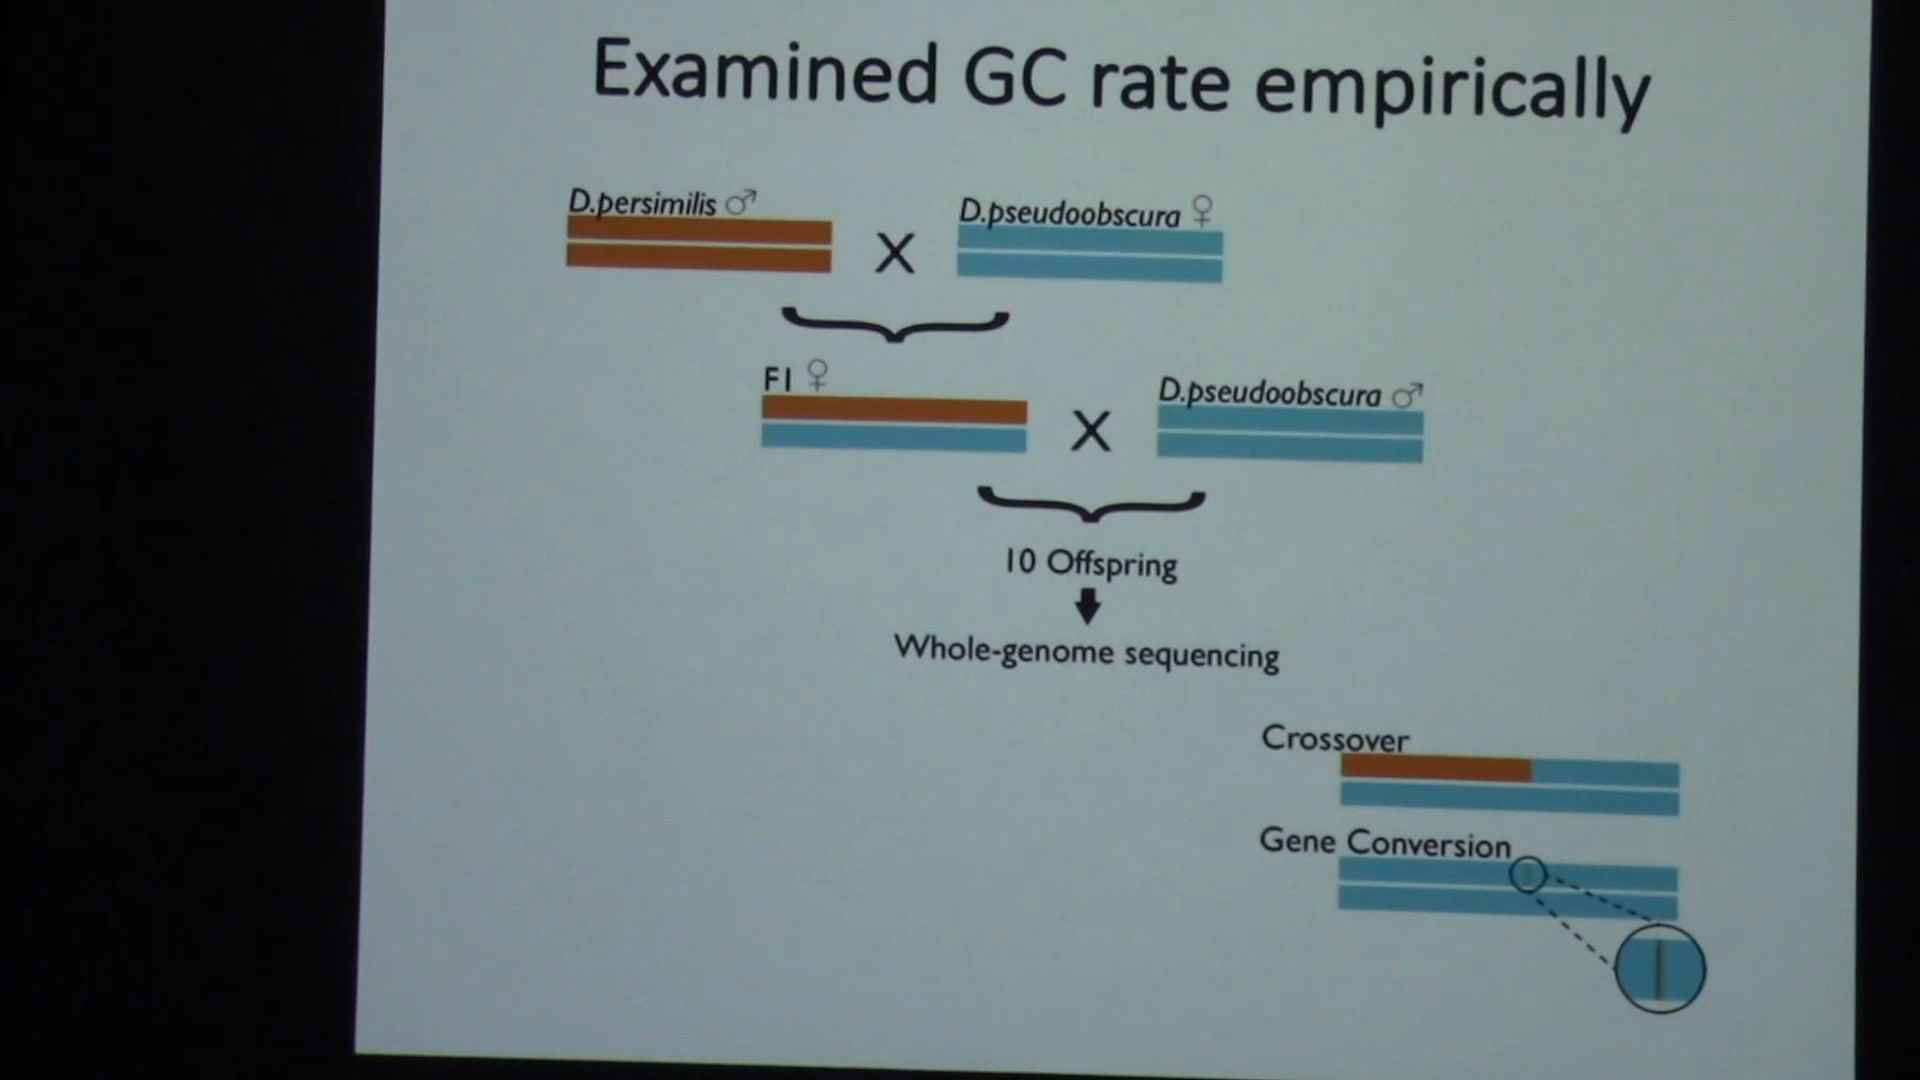 Examined GC rate empirically
D.persimilis ♂
X
D.pseudoobscura ♀
F1 ♀
X
D.pseudoobscura ♂
10 Offspring
Whole-genome sequencing
Crossover
Gene Conversion